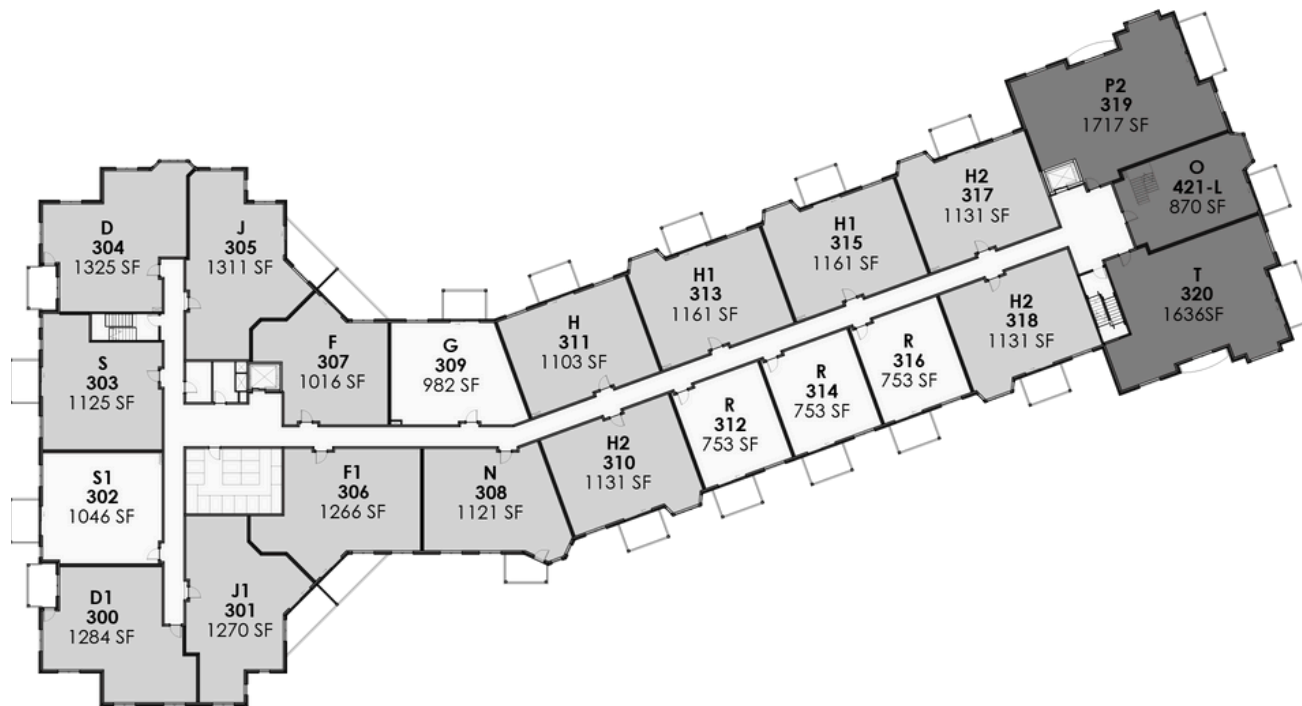 P2
319
1717 SF
O
421-L
870 SF
T
320
1636SF
H2
317
1131 SF
H1
315
1161 SF
H1
313
1161 SF
H
311
1103 SF
H2
318
1131 SF
R
316
753 SF
R
314
753 SF
R
312
753 SF
H2
310
1131 SF
D
304
1325 SF
J
305
1311 SF
F
307
1016 SF
G
309
982 SF
S
303
1125 SF
S1
302
1046 SF
F1
306
1266 SF
N
308
1121 SF
D1
300
1284 SF
J1
301
1270 SF